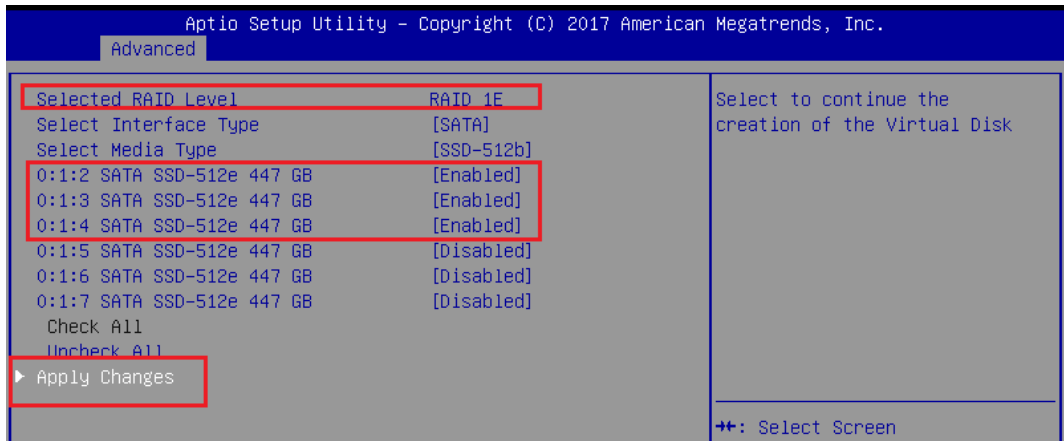 Aptio Setup Utility – Copyright (C) 2017 American Megatrends, Inc.
Advanced
Selected RAID Level RAID 1E
Select Interface Type [SATA]
Select Media Type [SSD-512b]
0:1:2 SATA SSD-512e 447 GB [Enabled]
0:1:3 SATA SSD-512e 447 GB [Enabled]
0:1:4 SATA SSD-512e 447 GB [Enabled]
0:1:5 SATA SSD-512e 447 GB [Disabled]
0:1:6 SATA SSD-512e 447 GB [Disabled]
0:1:7 SATA SSD-512e 447 GB [Disabled]
Check All
Uncheck All
Apply Changes
Select to continue the
creation of the Virtual Disk
→←: Select Screen